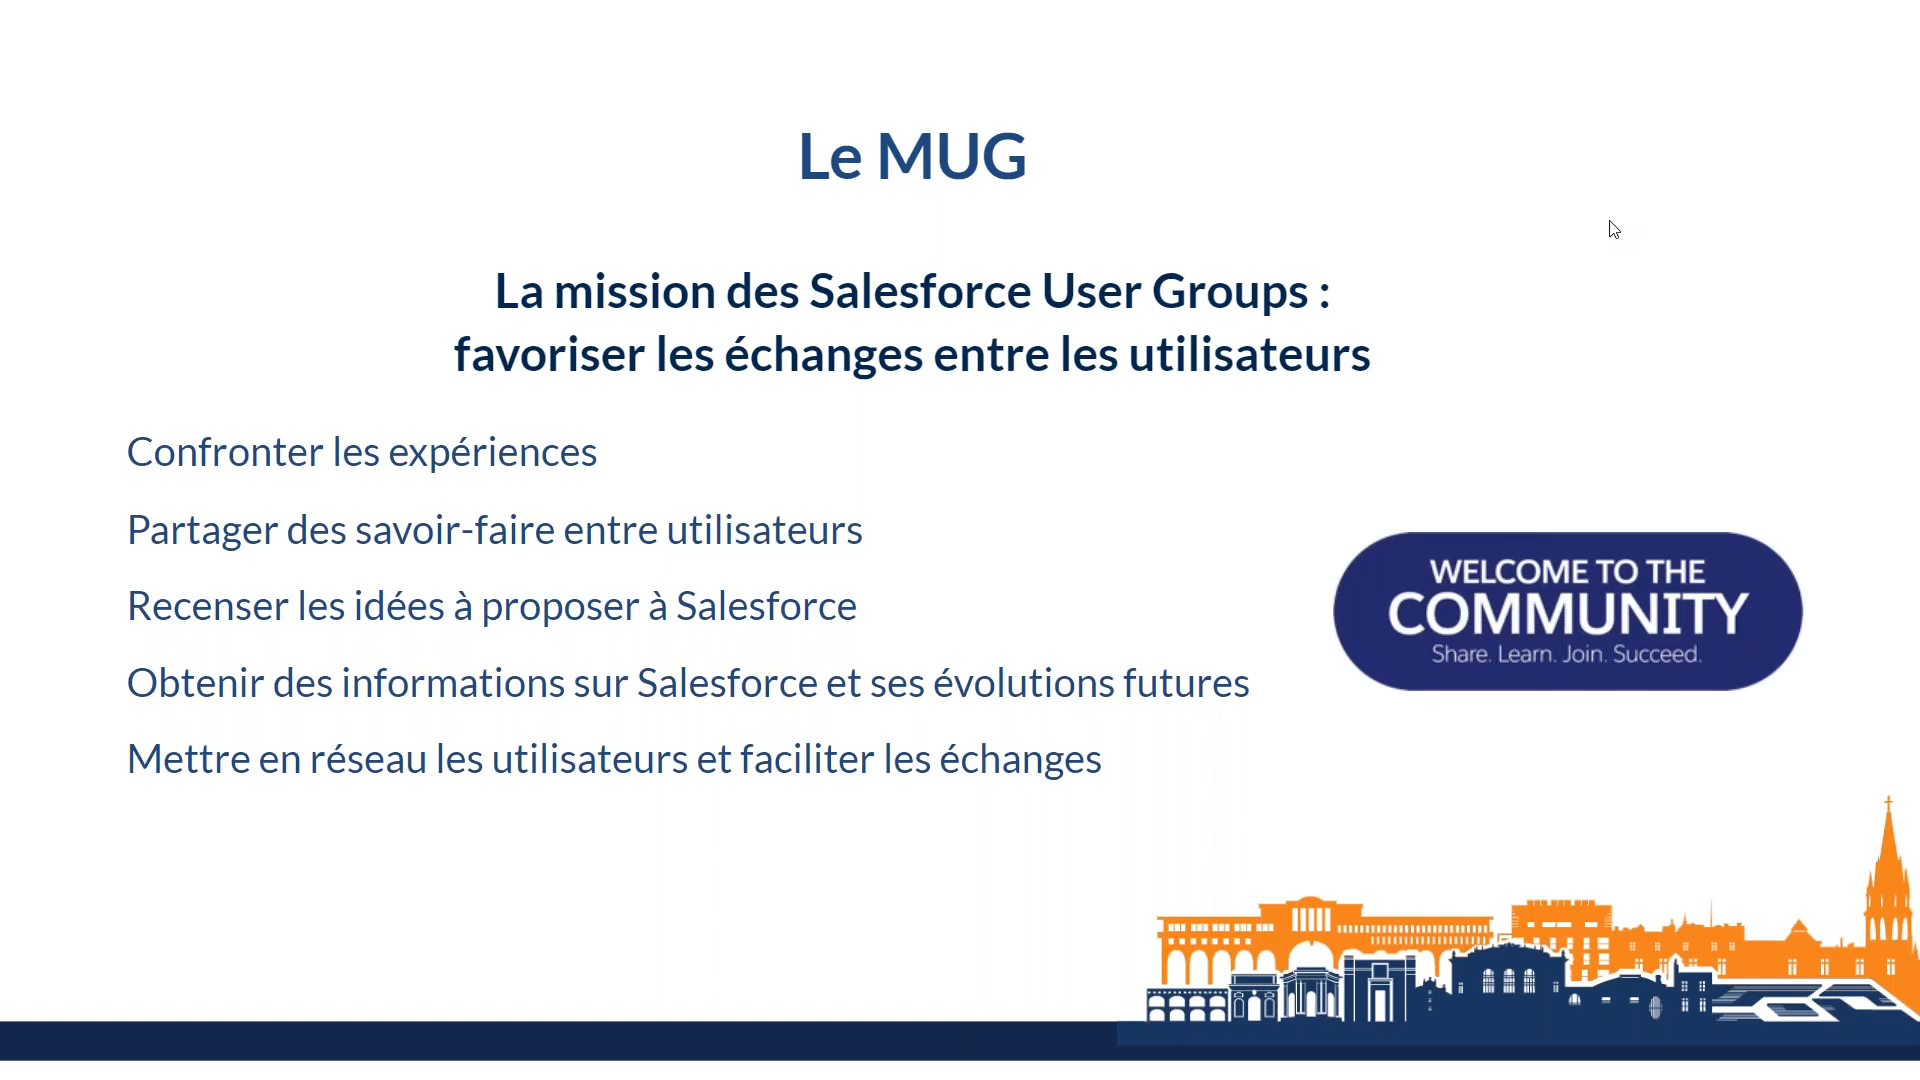 Le MUG
La mission des Salesforce User Groups :
favoriser les échanges entre les utilisateurs
Confronter les expériences
Partager des savoir-faire entre utilisateurs
Recenser les idées à proposer à Salesforce
Obtenir des informations sur Salesforce et ses évolutions futures
Mettre en réseau les utilisateurs et faciliter les échanges
WELCOME TO THE
COMMUNITY
Share. Learn. Join. Succeed.